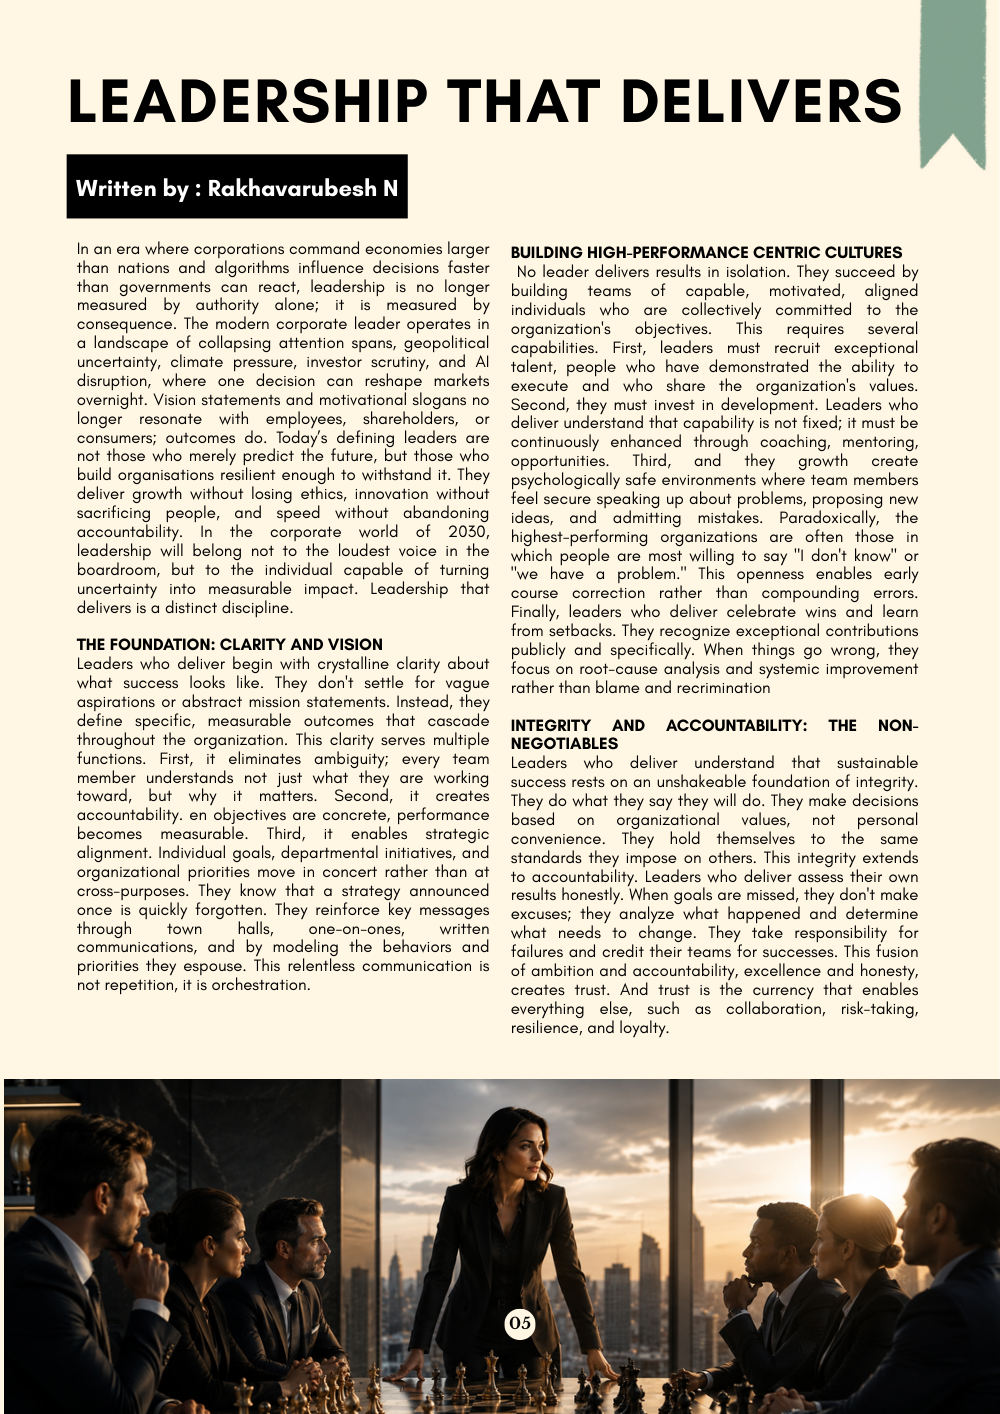 LEADERSHIP THAT DELIVERS
Written by : Rakhavarubesh N
In an era where corporations command economies larger
than nations and algorithms influence decisions faster
than governments can react, leadership is no longer
measured by authority alone; it is measured by
consequence. The modern corporate leader operates in
a landscape of collapsing attention spans, geopolitical
uncertainty, climate pressure, investor scrutiny, and AI
disruption, where one decision can reshape markets
overnight. Vision statements and motivational slogans no
longer resonate with employees, shareholders, or
consumers; outcomes do. Today’s defining leaders are
not those who merely predict the future, but those who
build organisations resilient enough to withstand it. They
deliver growth without losing ethics, innovation without
sacrificing people, and speed without abandoning
accountability. In the corporate world of 2030,
leadership will belong not to the loudest voice in the
boardroom, but to the individual capable of turning
uncertainty into measurable impact. Leadership that
delivers is a distinct discipline.
THE FOUNDATION: CLARITY AND VISION
Leaders who deliver begin with crystalline clarity about
what success looks like. They don't settle for vague
aspirations or abstract mission statements. Instead, they
define specific, measurable outcomes that cascade
throughout the organization. This clarity serves multiple
functions. First, it eliminates ambiguity; every team
member understands not just what they are working
toward, but why it matters. Second, it creates
accountability. en objectives are concrete, performance
becomes measurable. Third, it enables strategic
alignment. Individual goals, departmental initiatives, and
organizational priorities move in concert rather than at
cross-purposes. They know that a strategy announced
once is quickly forgotten. They reinforce key messages
through town halls, one-on-ones, written
communications, and by modeling the behaviors and
priorities they espouse. This relentless communication is
not repetition, it is orchestration.
BUILDING HIGH-PERFORMANCE CENTRIC CULTURES
No leader delivers results in isolation. They succeed by
building teams of capable, motivated, aligned
individuals who are collectively committed to the
organization's objectives. This requires several
capabilities. First, leaders must recruit exceptional
talent, people who have demonstrated the ability to
execute and who share the organization's values.
Second, they must invest in development. Leaders who
deliver understand that capability is not fixed; it must be
continuously enhanced through coaching, mentoring,
opportunities. Third, and they growth create
psychologically safe environments where team members
feel secure speaking up about problems, proposing new
ideas, and admitting mistakes. Paradoxically, the
highest-performing organizations are often those in
which people are most willing to say "I don't know" or
"we have a problem." This openness enables early
course correction rather than compounding errors.
Finally, leaders who deliver celebrate wins and learn
from setbacks. They recognize exceptional contributions
publicly and specifically. When things go wrong, they
focus on root-cause analysis and systemic improvement
rather than blame and recrimination
INTEGRITY AND ACCOUNTABILITY: THE NON-
NEGOTIABLES
Leaders who deliver understand that sustainable
success rests on an unshakeable foundation of integrity.
They do what they say they will do. They make decisions
based on organizational values, not personal
convenience. They hold themselves to the same
standards they impose on others. This integrity extends
to accountability. Leaders who deliver assess their own
results honestly. When goals are missed, they don't make
excuses; they analyze what happened and determine
what needs to change. They take responsibility for
failures and credit their teams for successes. This fusion
of ambition and accountability, excellence and honesty,
creates trust. And trust is the currency that enables
everything else, such as collaboration, risk-taking,
resilience, and loyalty.
05